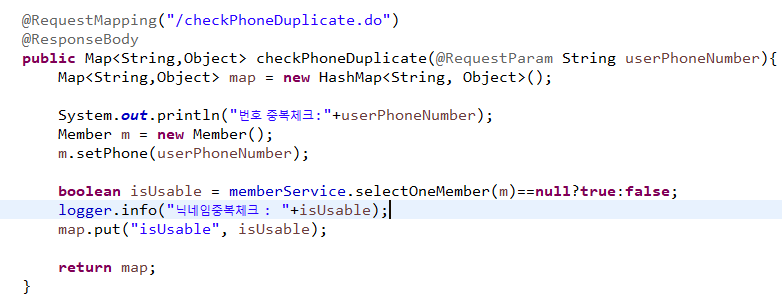 @RequestMapping("/checkPhoneDuplicate.do")
@ResponseBody
public Map<String,Object> checkPhoneDuplicate(@RequestParam String userPhoneNumber){
Map<String,Object> map = new HashMap<String, Object>();
System.out.println("번호 중복체크:"+userPhoneNumber);
Member m = new Member();
m.setPhone(userPhoneNumber);
boolean isUsable = memberService.selectOneMember(m)==null?true:false;
logger.info("닉네임중복체크 : "+isUsable);
map.put("isUsable", isUsable);
return map;
}